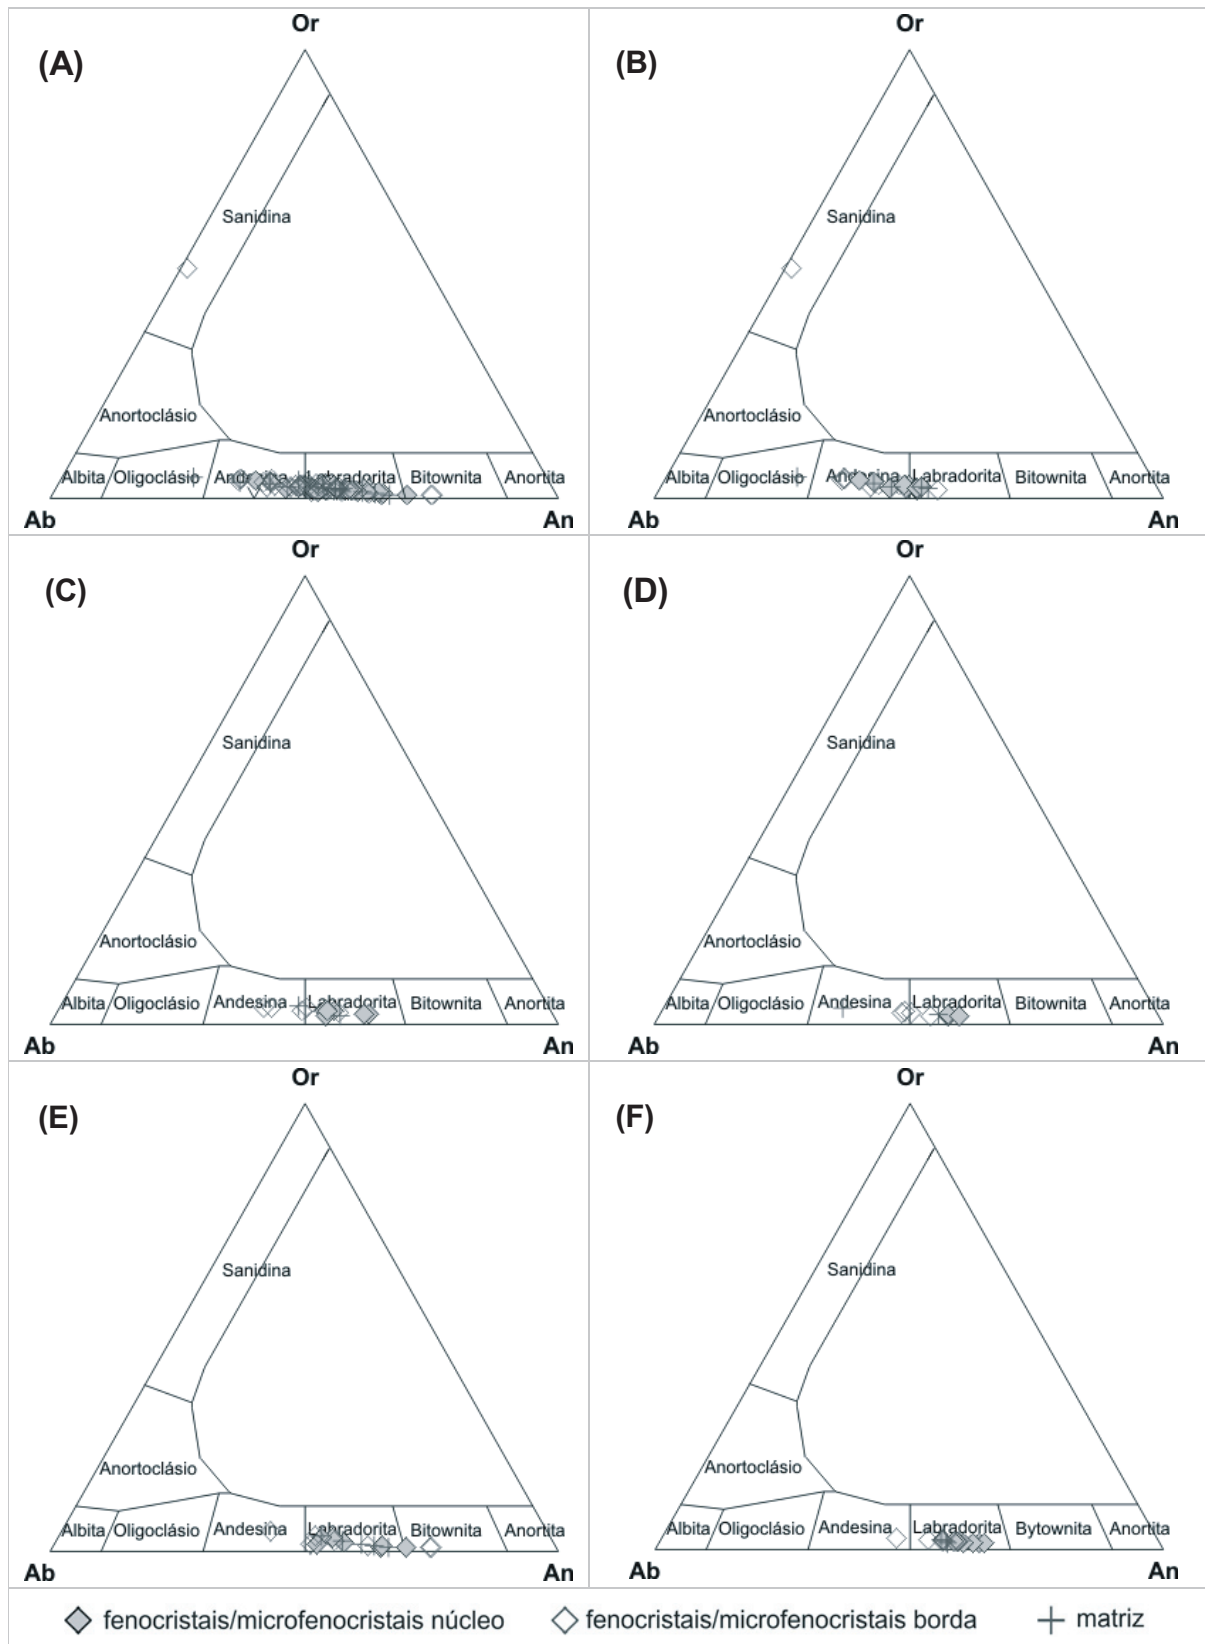 Or Or
(A) (B)
Sanidina Sanidina
Anortoclásio Anortoclásio
Albita Oligoclásio Andesina Labradorita Bitownita Anortita Albita Oligoclásio Andesina Labradorita Bitownita Anortita
Ab An Ab An
Or Or
(C) (D)
Sanidina Sanidina
Anortoclásio Anortoclásio
Albita Oligoclásio Andesina Labradorita Bitownita Anortita Albita Oligoclásio Andesina Labradorita Bitownita Anortita
Ab An Ab An
Or Or
(E) (F)
Sanidina Sanidina
Anortoclásio Anortoclásio
Albita Oligoclásio Andesina Labradorita Bitownita Anortita Albita Oligoclásio Andesina Labradorita Bytownita Anortita
Ab An Ab An
fenocristais/microfenocristais núcleo fenocristais/microfenocristais borda matriz